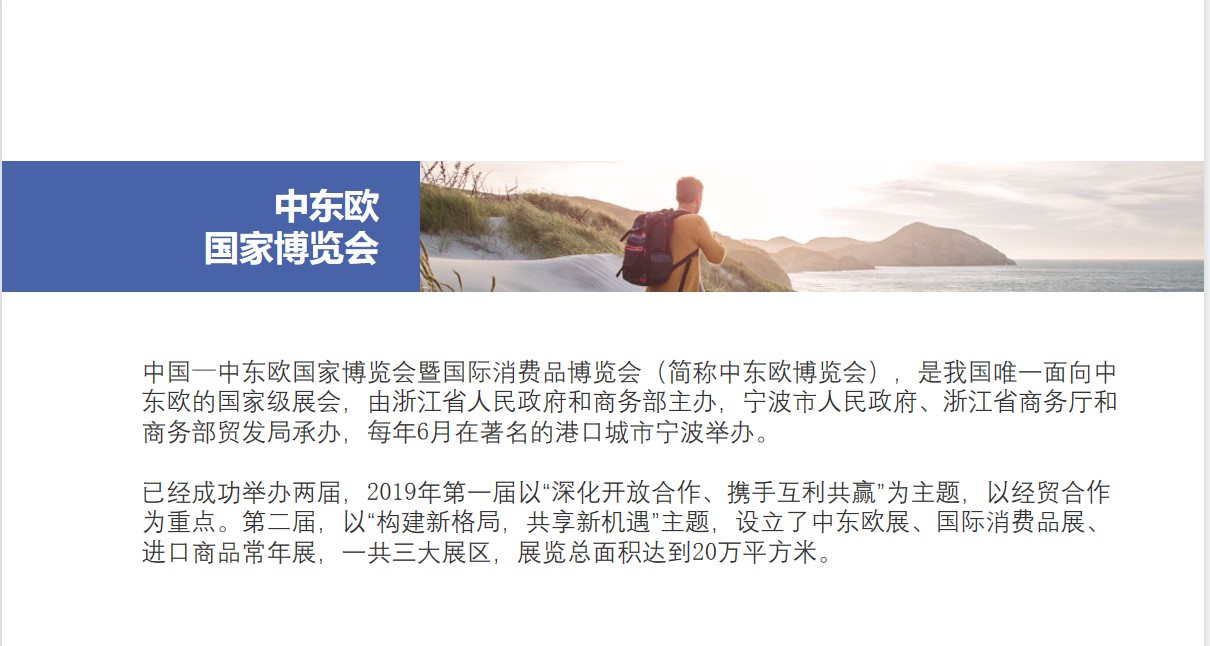 中东欧
国家博览会
中国—中东欧国家博览会暨国际消费品博览会（简称中东欧博览会），是我国唯一面向中
东欧的国家级展会，由浙江省人民政府和商务部主办，宁波市人民政府、浙江省商务厅和
商务部贸发局承办，每年6月在著名的港口城市宁波举办。
已经成功举办两届，2019年第一届以“深化开放合作、携手互利共赢”为主题，以经贸合作
为重点。第二届，以“构建新格局，共享新机遇”主题，设立了中东欧展、国际消费品展、
进口商品常年展，一共三大展区，展览总面积达到20万平方米。